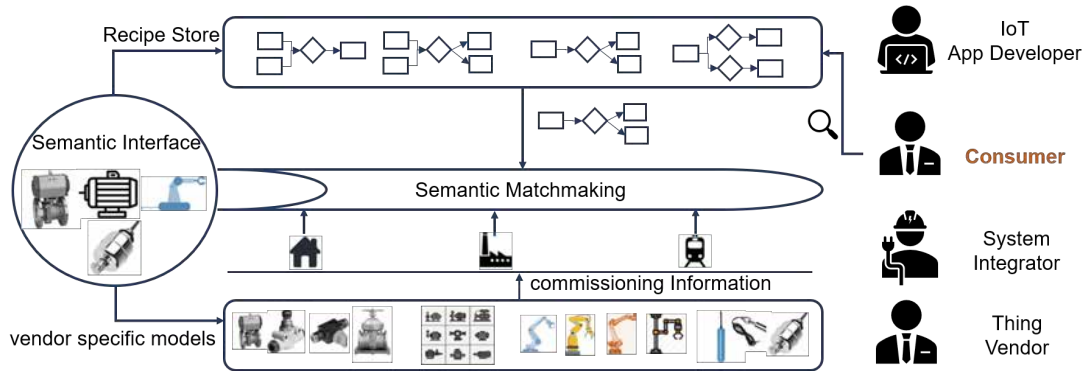 Recipe Store
IoT
App Developer
</>
Semantic Interface
Consumer
Semantic Matchmaking
System
Integrator
commissioning Information
vendor specific models
Thing
Vendor